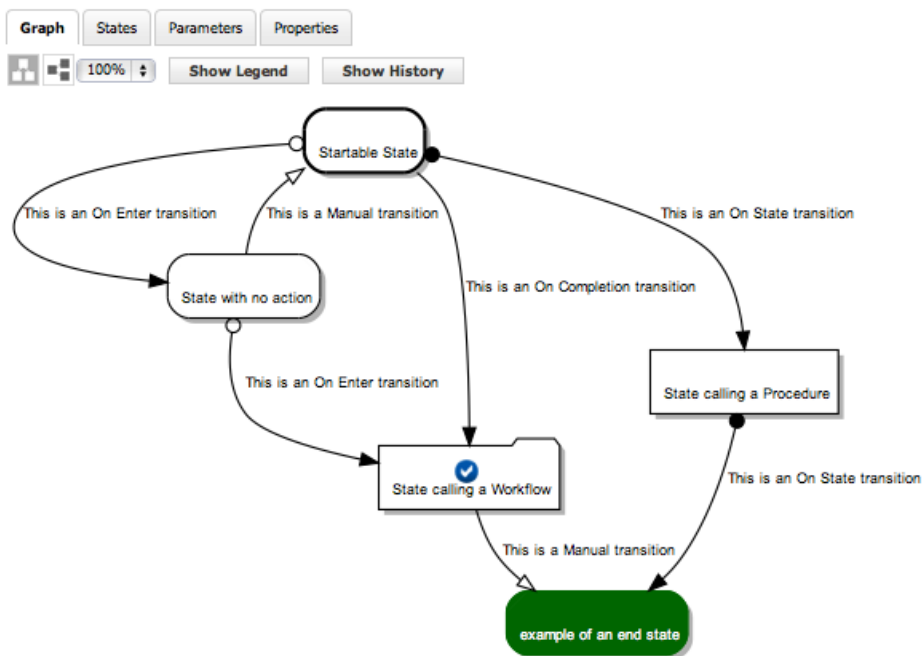 Graph States Parameters Properties
100% Show Legend Show History
Startable State
This is an On Enter transition
This is a Manual transition
This is an On State transition
State with no action
This is an On Completion transition
This is an On Enter transition
State calling a Procedure
State calling a Workflow
This is an On State transition
This is a Manual transition
example of an end state